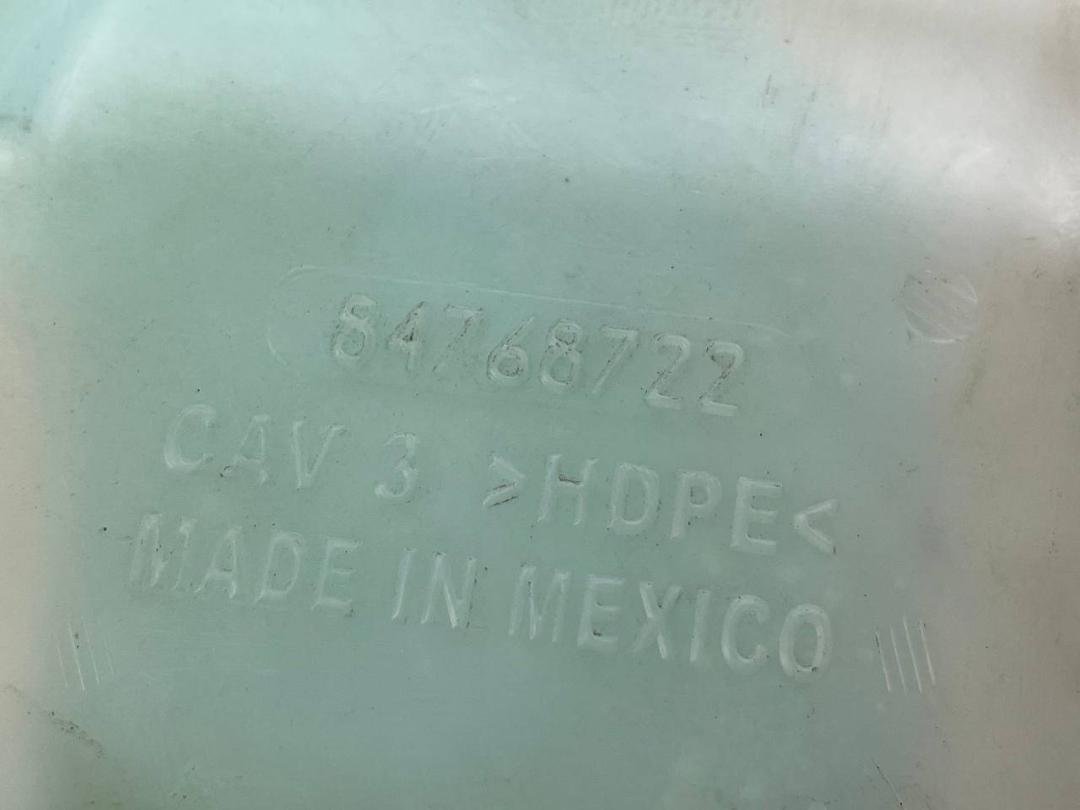 84768722
CAV 3 >HDPE<
MADE IN MEXICO